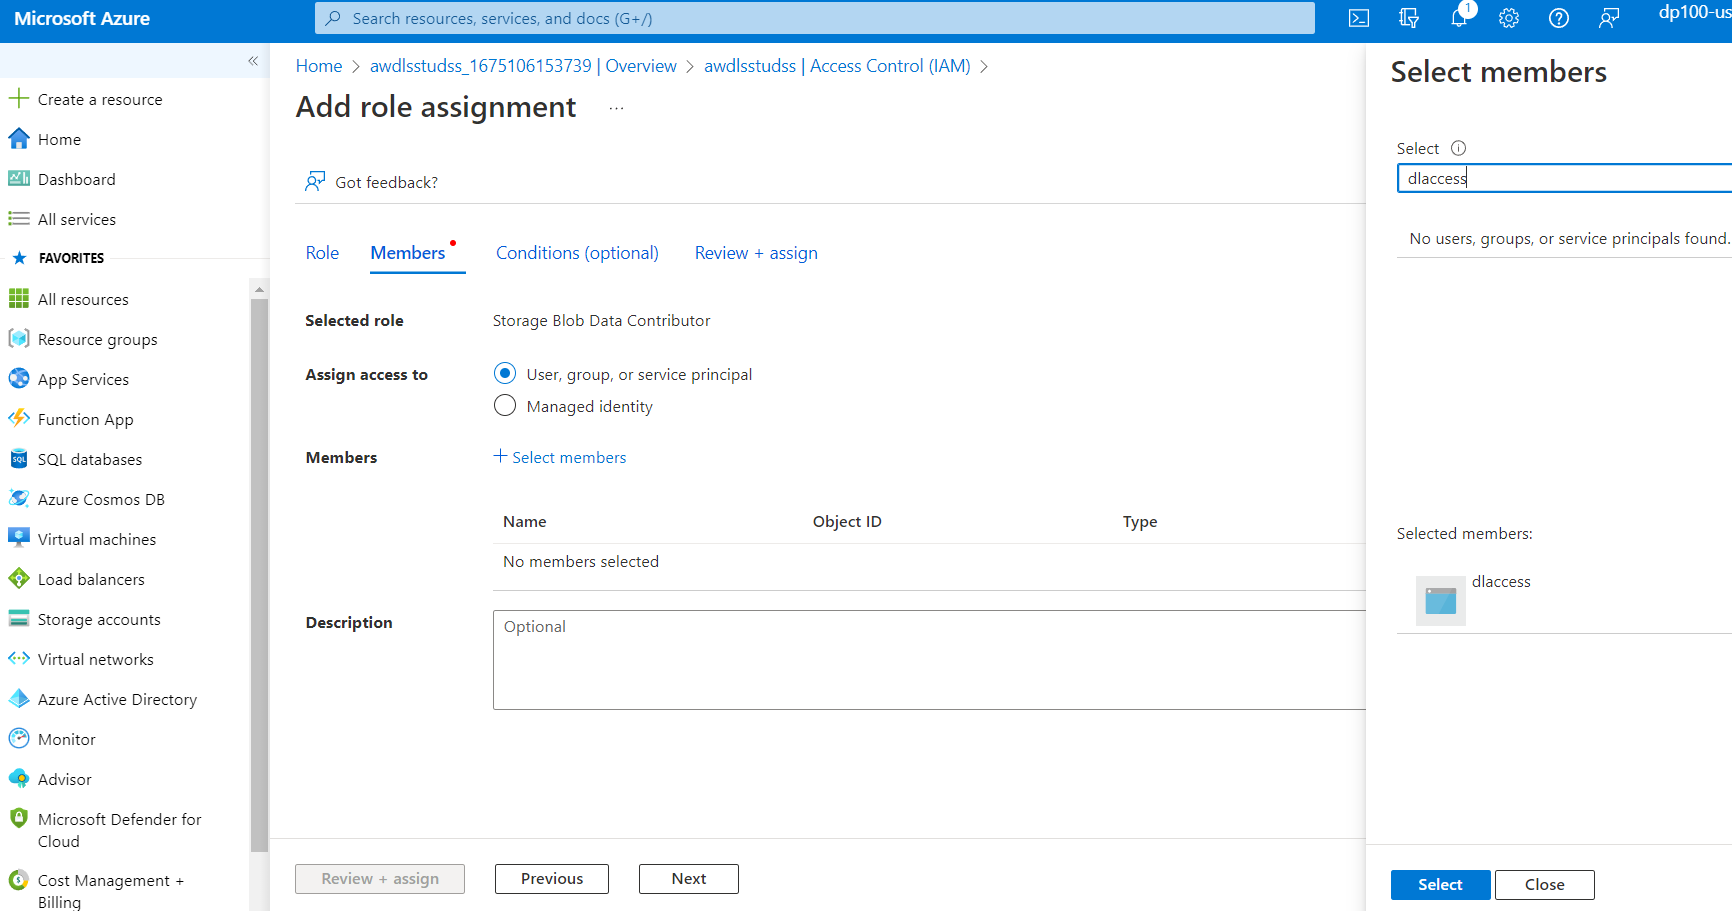 Microsoft Azure
Search resources, services, and docs (G+/)
1
dp100-us
Create a resource
Home
Dashboard
All services
FAVORITES
All resources
Resource groups
App Services
Function App
SQL
SQL databases
Azure Cosmos DB
Virtual machines
Load balancers
Storage accounts
Virtual networks
Azure Active Directory
Monitor
Advisor
Microsoft Defender for
Cloud
Cost Management +
Billing
Home > awdlsstudss_1675106153739 | Overview > awdlsstudss | Access Control (IAM) >
Add role assignment ...
Got feedback?
Role Members Conditions (optional) Review + assign
Selected role Storage Blob Data Contributor
Assign access to User, group, or service principal
Managed identity
Members + Select members
Name Object ID Type
No members selected
Description Optional
Review + assign Previous Next
Select members
Select
dlaccess
No users, groups, or service principals found.
Selected members:
dlaccess
Select Close